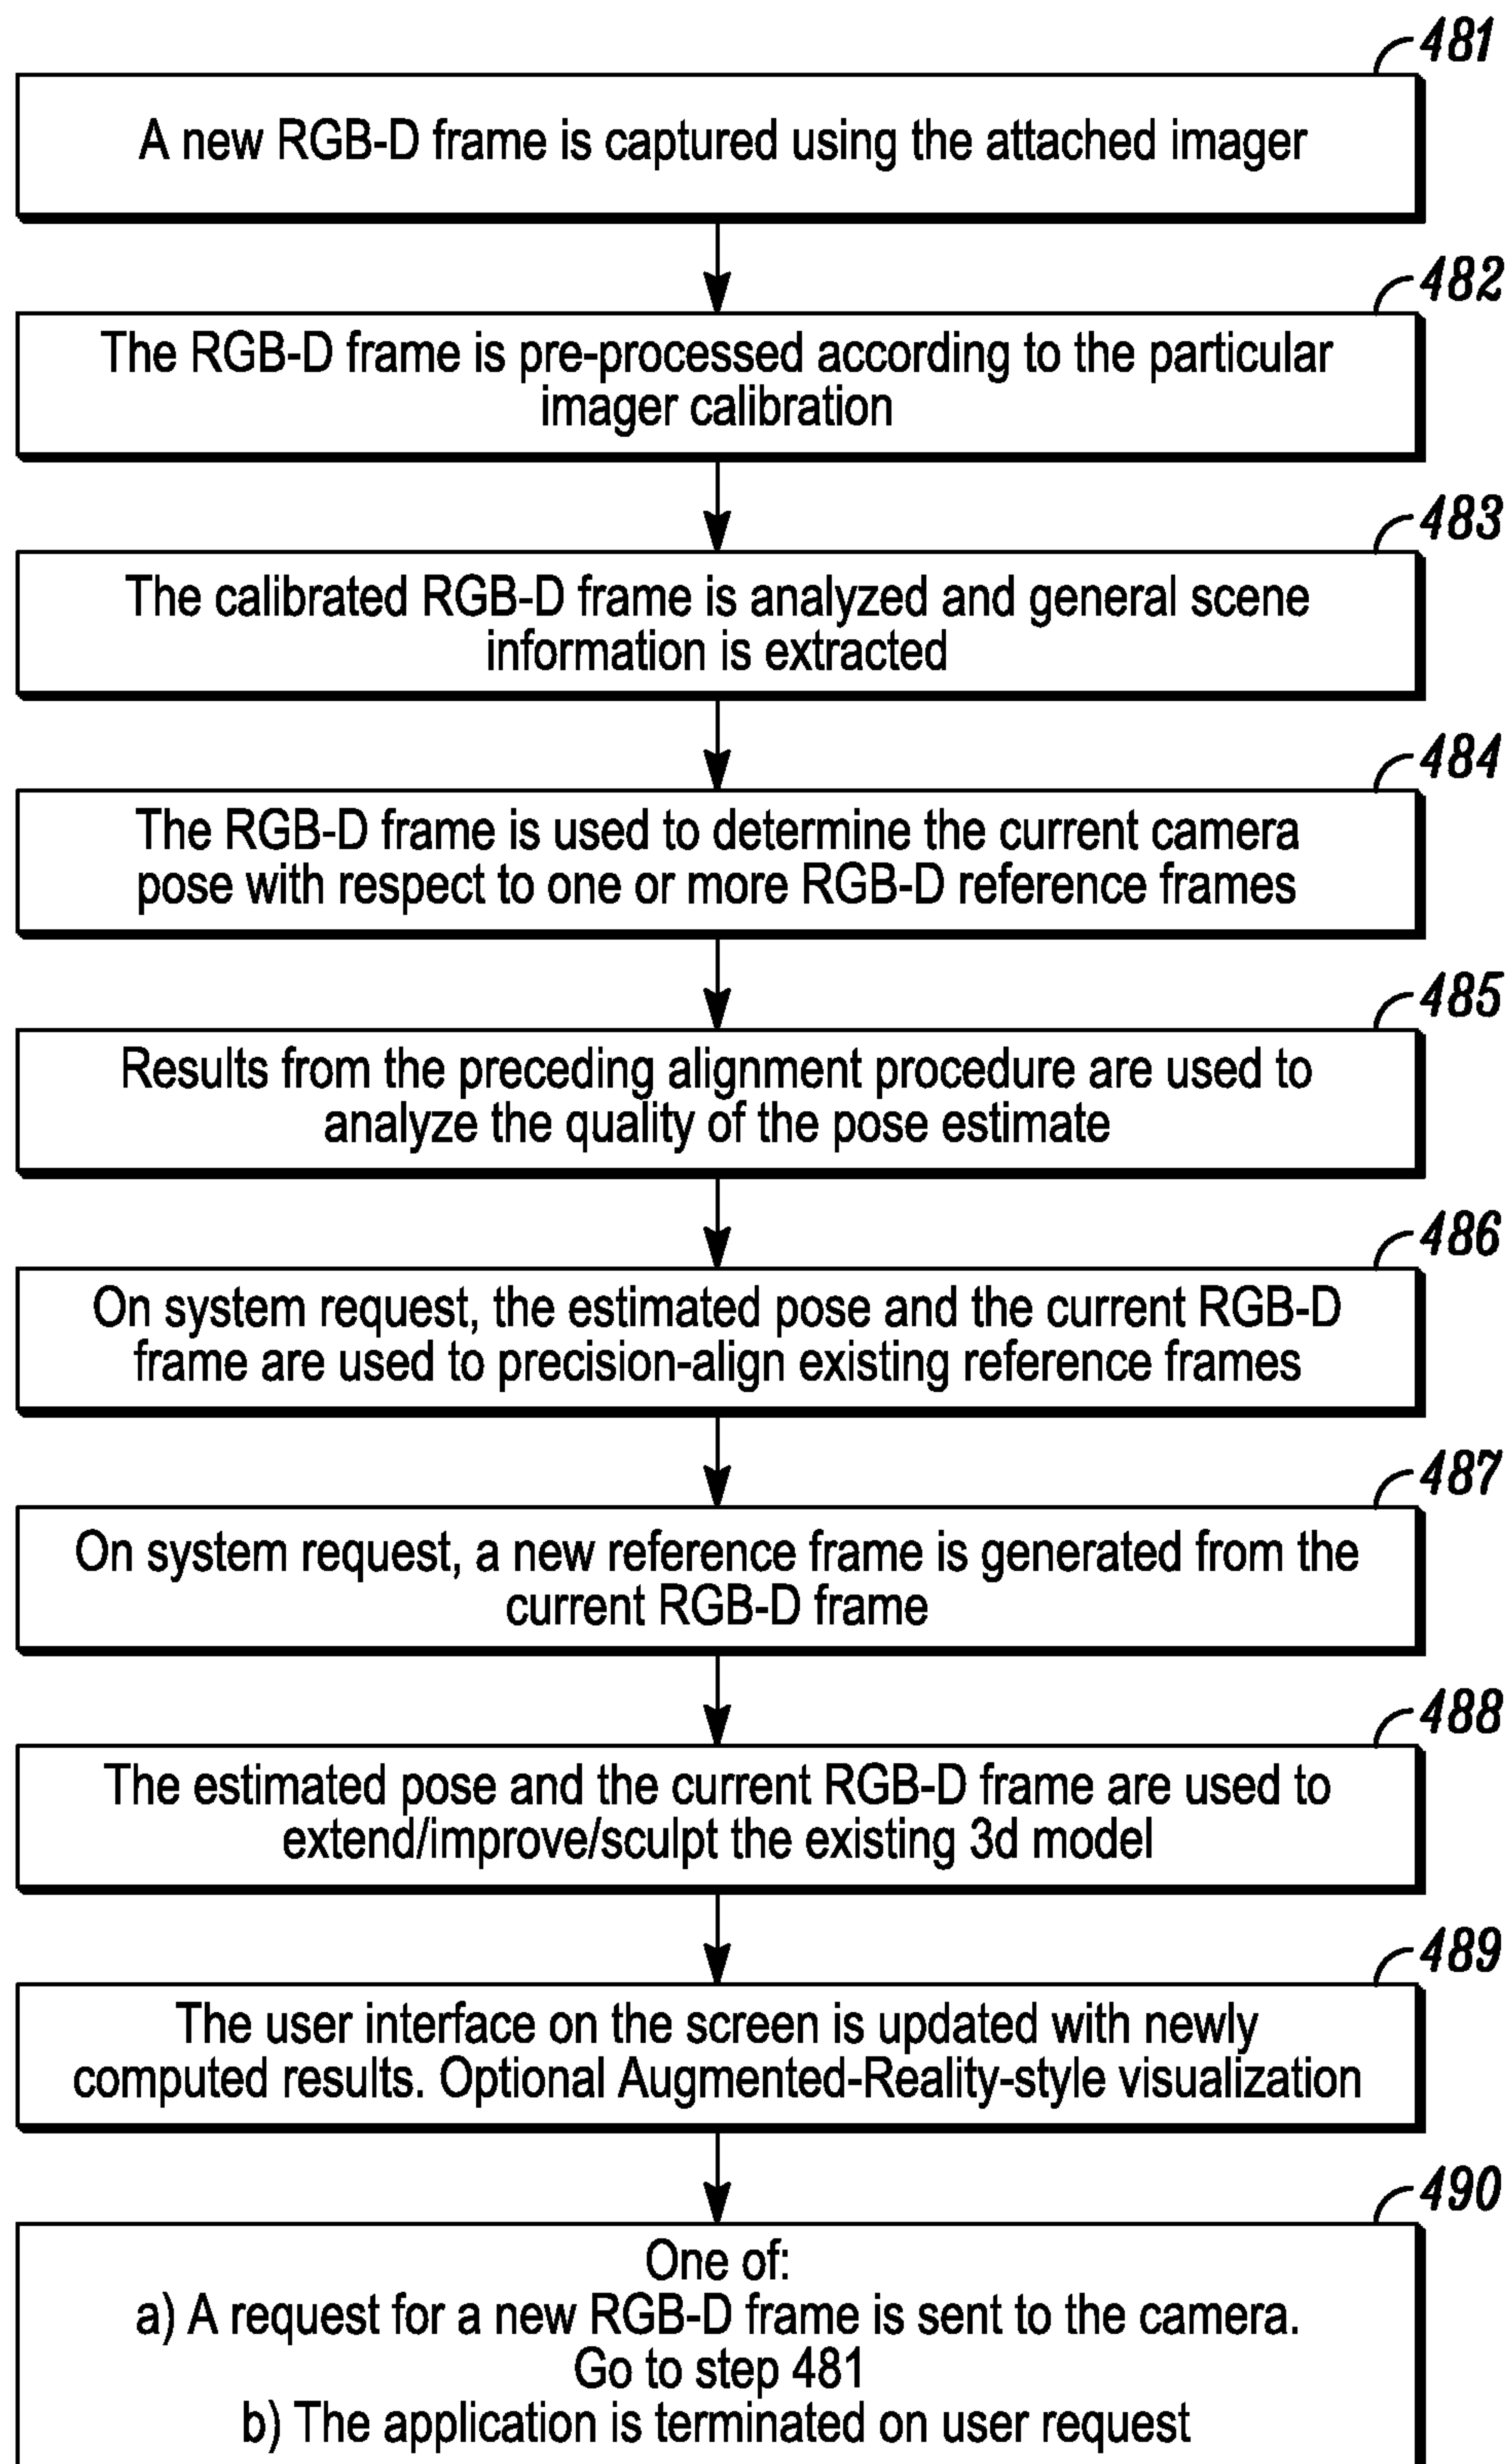 481
A new RGB-D frame is captured using the attached imager
482
The RGB-D frame is pre-processed according to the particular
imager calibration
483
The calibrated RGB-D frame is analyzed and general scene
information is extracted
484
The RGB-D frame is used to determine the current camera
pose with respect to one or more RGB-D reference frames
485
Results from the preceding alignment procedure are used to
analyze the quality of the pose estimate
486
On system request, the estimated pose and the current RGB-D
frame are used to precision-align existing reference frames
487
On system request, a new reference frame is generated from the
current RGB-D frame
488
The estimated pose and the current RGB-D frame are used to
extend/improve/sculpt the existing 3d model
489
The user interface on the screen is updated with newly
computed results. Optional Augmented-Reality-style visualization
490
One of:
a) A request for a new RGB-D frame is sent to the camera.
Go to step 481
b) The application is terminated on user request